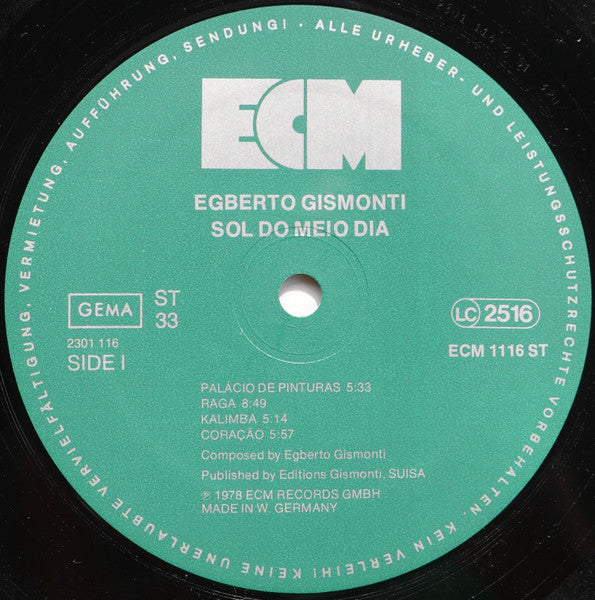 ALLE URHEBER- UND LEISTUNGSSCHUTZRECHTE VORBEHALTEN. KEIN VERLEIH! KEINE UNERLAUBTE VERVIELFÄLTIGUNG, VERMIETUNG, AUFFÜHRUNG, SENDUNG! ·
ECM
EGBERTO GISMONTI
SOL DO MEIO DIA
GEMA
ST
33
2301 116
SIDE I
LC 2516
ECM 1116 ST
PALÁCIO DE PINTURAS 5:33
RAGA 8:49
KALIMBA 5:14
CORAÇÃO 5:57
Composed by Egberto Gismonti
Published by Editions Gismonti, SUISA
℗ 1978 ECM RECORDS GMBH
MADE IN W. GERMANY